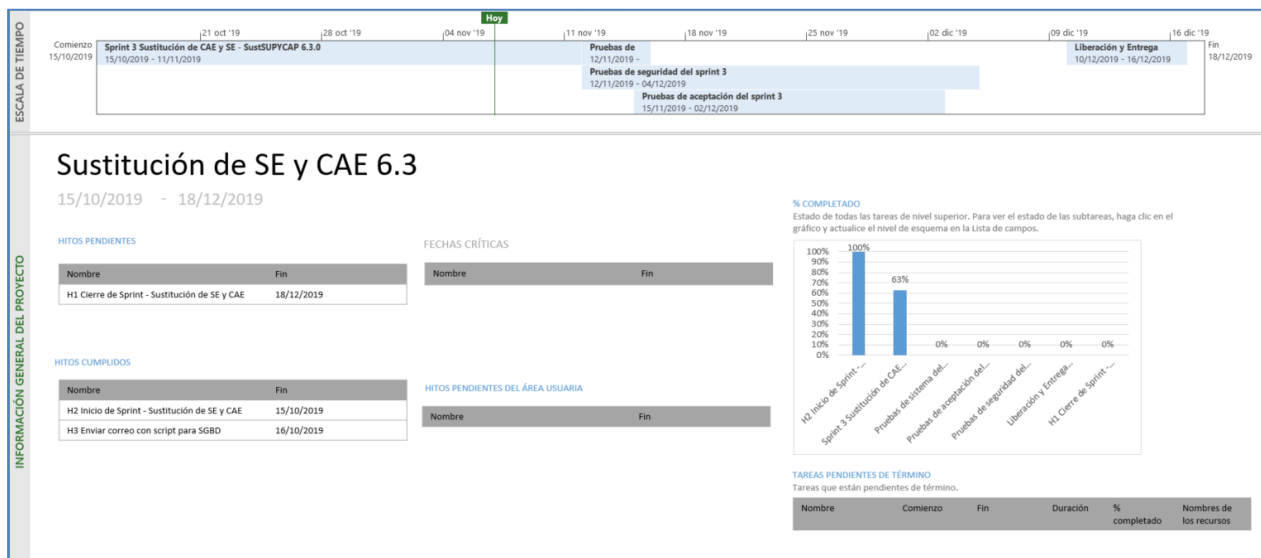 ESCALA DE TIEMPO
Hoy
21 oct '19
28 oct '19
04 nov '19
11 nov '19
18 nov '19
25 nov '19
02 dic '19
09 dic '19
16 dic '19
Comienzo
15/10/2019
Sprint 3 Sustitución de CAE y SE - SustSUPYCAP 6.3.0
15/10/2019 - 11/11/2019
Pruebas de
12/11/2019 -
Liberación y Entrega
10/12/2019 - 16/12/2019
Fin
18/12/2019
Pruebas de seguridad del sprint 3
12/11/2019 - 04/12/2019
Pruebas de aceptación del sprint 3
15/11/2019 - 02/12/2019
INFORMACIÓN GENERAL DEL PROYECTO
Sustitución de SE y CAE 6.3
15/10/2019 - 18/12/2019
HITOS PENDIENTES
Nombre Fin
H1 Cierre de Sprint - Sustitución de SE y CAE 18/12/2019
FECHAS CRÍTICAS
Nombre Fin
HITOS CUMPLIDOS
Nombre Fin
H2 Inicio de Sprint - Sustitución de SE y CAE 15/10/2019
H3 Enviar correo con script para SGBD 16/10/2019
HITOS PENDIENTES DEL ÁREA USUARIA
Nombre Fin
% COMPLETADO
Estado de todas las tareas de nivel superior. Para ver el estado de las subtareas, haga clic en el
gráfico y actualice el nivel de esquema en la Lista de campos.
100%
90%
80%
70%
60%
50%
40%
30%
20%
10%
0%
100%
63%
0%
0%
0%
0%
0%
H2 Inicio de Sprint -...
Sprint 3 Sustitución de CAE...
Pruebas de sistema del...
Pruebas de aceptación del...
Pruebas de seguridad del...
Liberación y Entrega...
H1 Cierre de Sprint -...
TAREAS PENDIENTES DE TÉRMINO
Tareas que están pendientes de término.
Nombre Comienzo Fin Duración % completado Nombres de los recursos